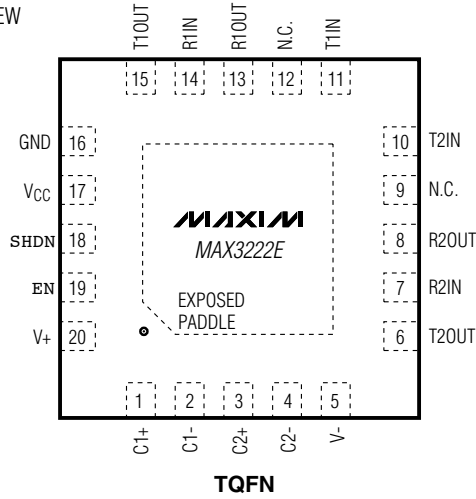 EW
T1OUT R1IN R1OUT N.C. T1IN
15 14 13 12 11
GND 16 10 T2IN
VCC 17 9 N.C.
SHDN 18 8 R2OUT
EN 19 7 R2IN
V+ 20 6 T2OUT
MAXIM
MAX3222E
EXPOSED
PADDLE
1 2 3 4 5
C1+ C1- C2+ C2- V-
TQFN